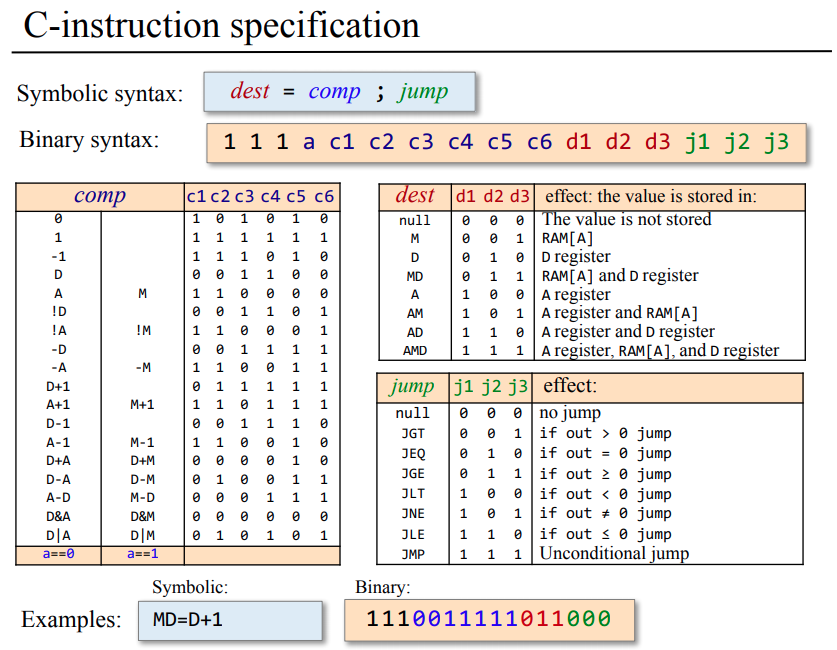 C-instruction specification
Symbolic syntax: dest = comp ; jump
Binary syntax: 1 1 1 a c1 c2 c3 c4 c5 c6 d1 d2 d3 j1 j2 j3
comp c1 c2 c3 c4 c5 c6
0 1 0 1 0 1 0
1 1 1 1 1 1 1
-1 1 1 1 0 1 0
D 0 0 1 1 0 0
A M 1 1 0 0 0 0
!D 0 0 1 1 0 1
!A !M 1 1 0 0 0 1
-D 0 0 1 1 1 1
-A -M 1 1 0 0 1 1
D+1 0 1 1 1 1 1
A+1 M+1 1 1 0 1 1 1
D-1 0 0 1 1 1 0
A-1 M-1 1 1 0 0 1 0
D+A D+M 0 0 0 0 1 0
D-A D-M 0 1 0 0 1 1
A-D M-D 0 0 0 1 1 1
D&A D&M 0 0 0 0 0 0
D|A D|M 0 1 0 1 0 1
a==0 a==1
dest d1 d2 d3 effect: the value is stored in:
null 0 0 0 The value is not stored
M 0 0 1 RAM[A]
D 0 1 0 D register
MD 0 1 1 RAM[A] and D register
A 1 0 0 A register
AM 1 0 1 A register and RAM[A]
AD 1 1 0 A register and D register
AMD 1 1 1 A register, RAM[A], and D register
jump j1 j2 j3 effect:
null 0 0 0 no jump
JGT 0 0 1 if out > 0 jump
JEQ 0 1 0 if out = 0 jump
JGE 0 1 1 if out ≥ 0 jump
JLT 1 0 0 if out < 0 jump
JNE 1 0 1 if out ≠ 0 jump
JLE 1 1 0 if out ≤ 0 jump
JMP 1 1 1 Unconditional jump
Symbolic: Binary:
Examples: MD=D+1 1110011111011000